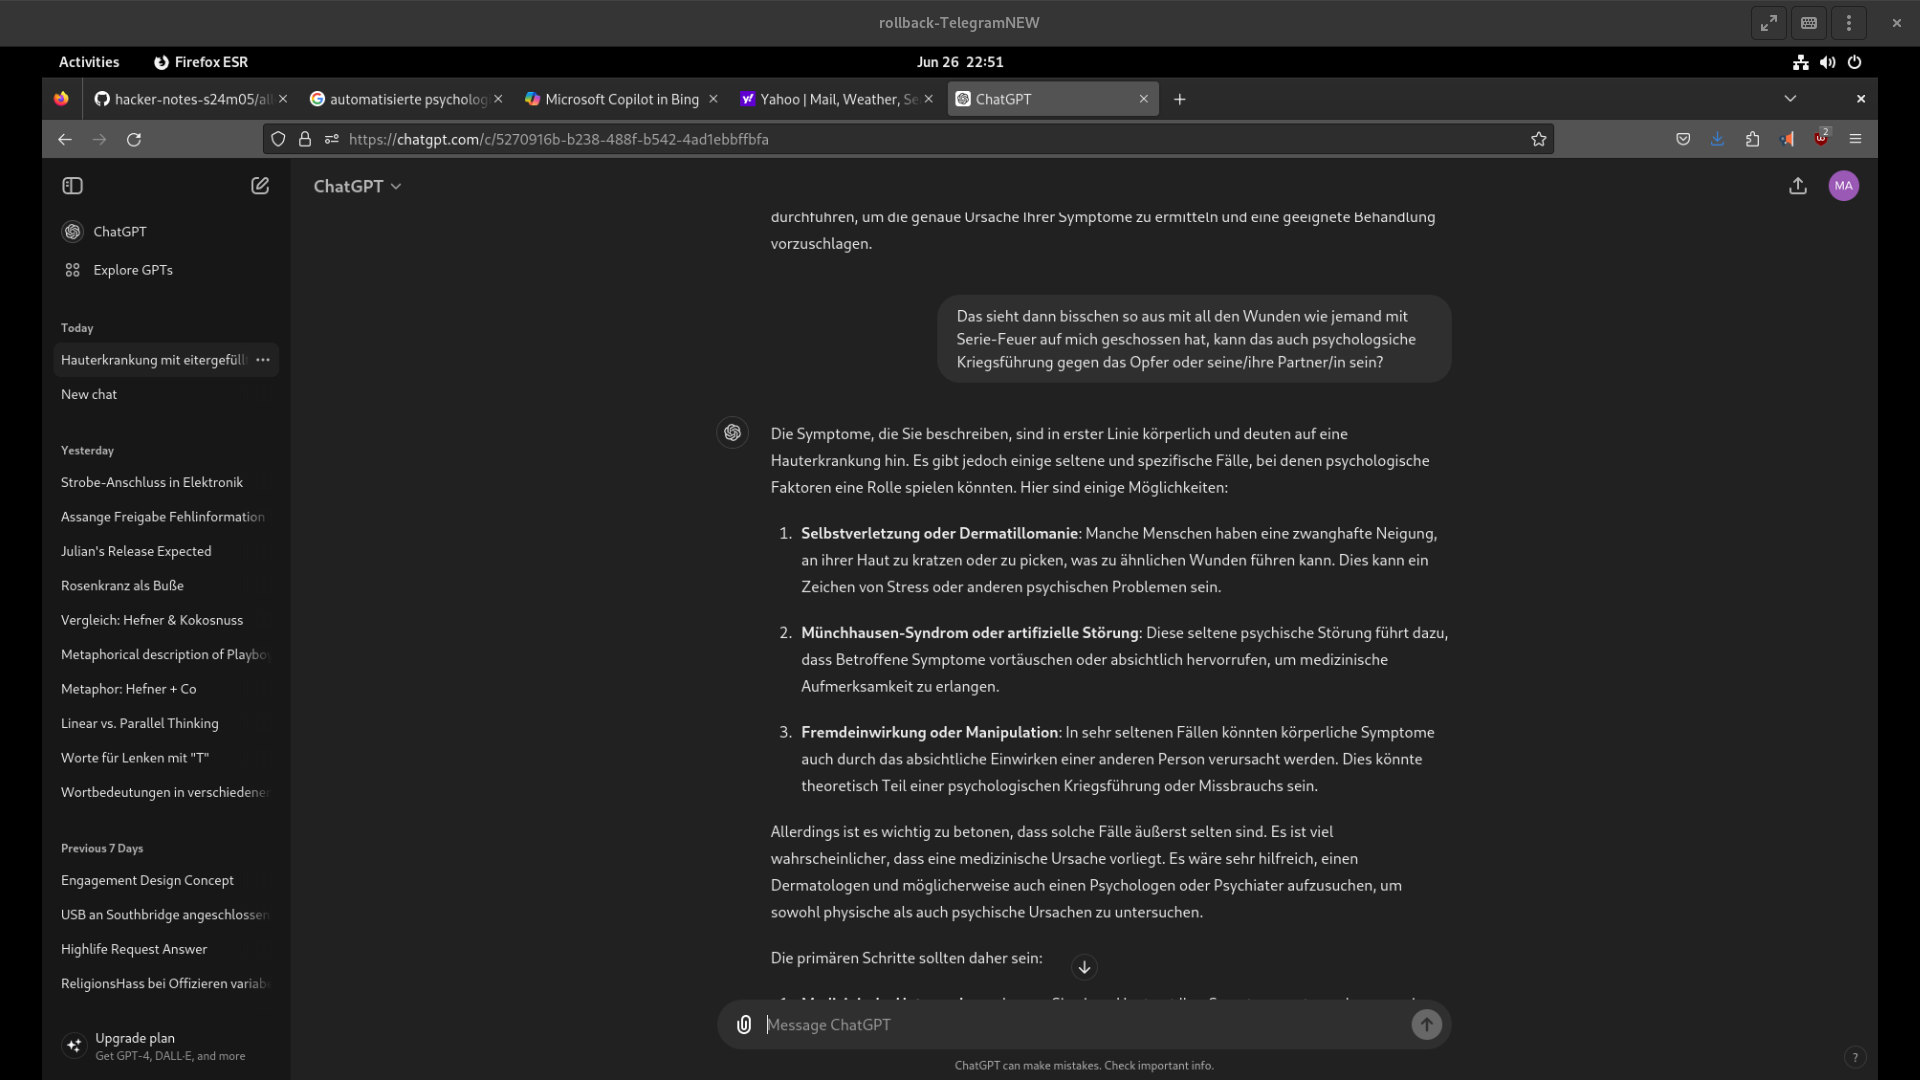 rollback-TelegramNEW
Activities
Firefox ESR
Jun 26 22:51
hacker-notes-s24m05/all
automatisierte psycholog
Microsoft Copilot in Bing
Yahoo | Mail, Weather, Se
ChatGPT
https://chatgpt.com/c/5270916b-b238-488f-b542-4ad1ebbffbfa
2
ChatGPT
MA
ChatGPT
Explore GPTs
Today
Hauterkrankung mit eitergefüll
New chat
Yesterday
Strobe-Anschluss in Elektronik
Assange Freigabe Fehlinformation
Julian's Release Expected
Rosenkranz als Buße
Vergleich: Hefner & Kokosnuss
Metaphorical description of Playboy
Metaphor: Hefner + Co
Linear vs. Parallel Thinking
Worte für Lenken mit "T"
Wortbedeutungen in verschiedenen
Previous 7 Days
Engagement Design Concept
USB an Southbridge angeschlossen
Highlife Request Answer
ReligionsHass bei Offizieren variab
Upgrade plan
Get GPT-4, DALL·E, and more
durchführen, um die genaue Ursache Ihrer Symptome zu ermitteln und eine geeignete Behandlung
vorzuschlagen.
Das sieht dann bisschen so aus mit all den Wunden wie jemand mit
Serie-Feuer auf mich geschossen hat, kann das auch psychologsiche
Kriegsführung gegen das Opfer oder seine/ihre Partner/in sein?
Die Symptome, die Sie beschreiben, sind in erster Linie körperlich und deuten auf eine
Hauterkrankung hin. Es gibt jedoch einige seltene und spezifische Fälle, bei denen psychologische
Faktoren eine Rolle spielen könnten. Hier sind einige Möglichkeiten:
1. Selbstverletzung oder Dermatillomanie: Manche Menschen haben eine zwanghafte Neigung,
an ihrer Haut zu kratzen oder zu picken, was zu ähnlichen Wunden führen kann. Dies kann ein
Zeichen von Stress oder anderen psychischen Problemen sein.
2. Münchhausen-Syndrom oder artifizielle Störung: Diese seltene psychische Störung führt dazu,
dass Betroffene Symptome vortäuschen oder absichtlich hervorrufen, um medizinische
Aufmerksamkeit zu erlangen.
3. Fremdeinwirkung oder Manipulation: In sehr seltenen Fällen könnten körperliche Symptome
auch durch das absichtliche Einwirken einer anderen Person verursacht werden. Dies könnte
theoretisch Teil einer psychologischen Kriegsführung oder Missbrauchs sein.
Allerdings ist es wichtig zu betonen, dass solche Fälle äußerst selten sind. Es ist viel
wahrscheinlicher, dass eine medizinische Ursache vorliegt. Es wäre sehr hilfreich, einen
Dermatologen und möglicherweise auch einen Psychologen oder Psychiater aufzusuchen, um
sowohl physische als auch psychische Ursachen zu untersuchen.
Die primären Schritte sollten daher sein:
Message ChatGPT
ChatGPT can make mistakes. Check important info.
?